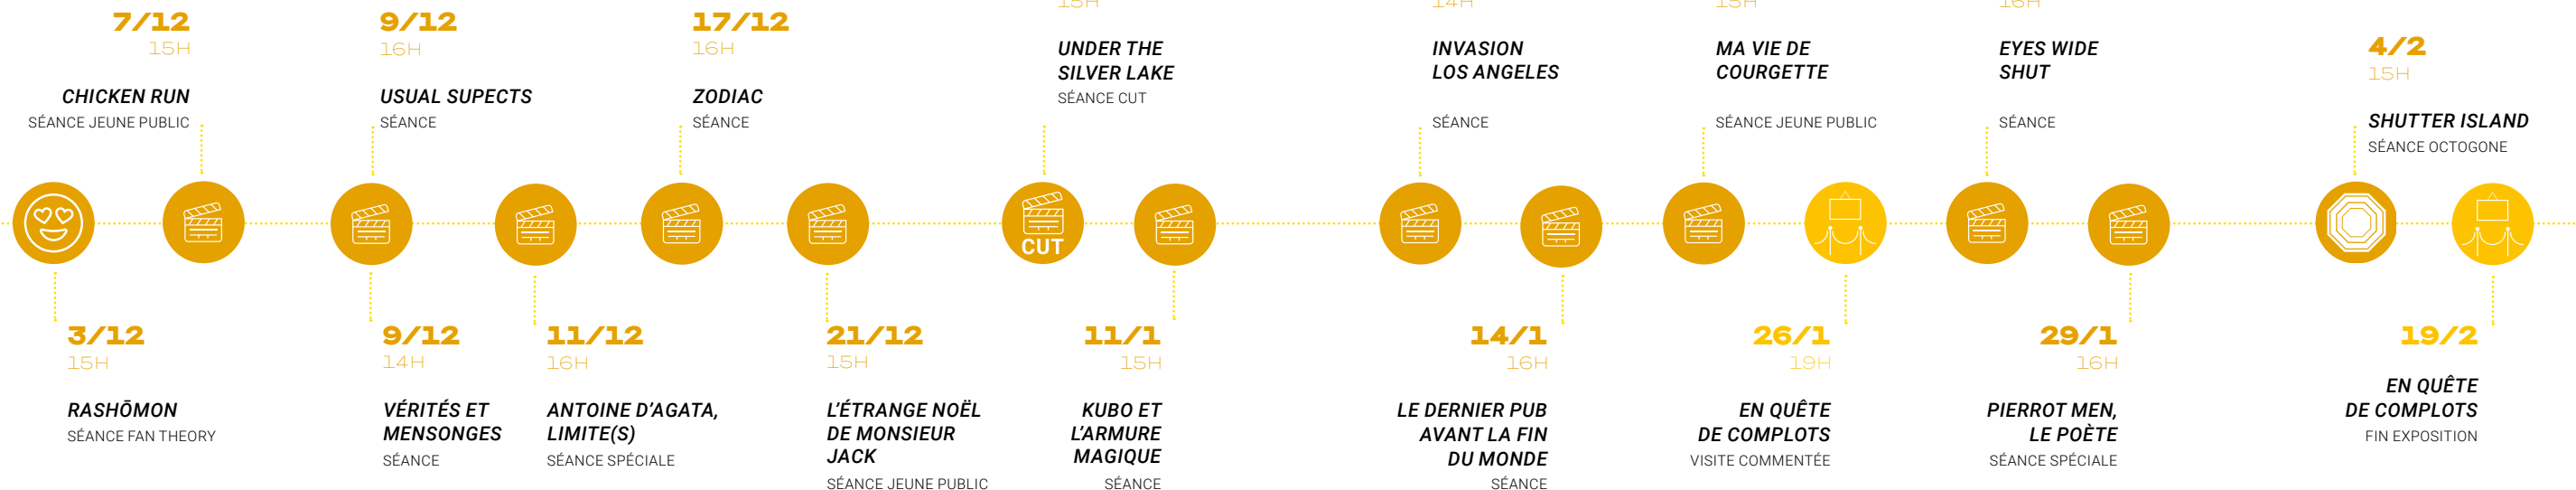 7/12
15H
CHICKEN RUN
SÉANCE JEUNE PUBLIC
9/12
16H
USUAL SUPECTS
SÉANCE
17/12
16H
ZODIAC
SÉANCE
15H
UNDER THE
SILVER LAKE
SÉANCE CUT
14H
INVASION
LOS ANGELES
SÉANCE
15H
MA VIE DE
COURGETTE
SÉANCE JEUNE PUBLIC
16H
EYES WIDE
SHUT
SÉANCE
4/2
15H
SHUTTER ISLAND
SÉANCE OCTOGONE
CUT
3/12
15H
RASHŌMON
SÉANCE FAN THEORY
9/12
14H
VÉRITÉS ET
MENSONGES
SÉANCE
11/12
16H
ANTOINE D’AGATA,
LIMITE(S)
SÉANCE SPÉCIALE
21/12
15H
L’ÉTRANGE NOËL
DE MONSIEUR
JACK
SÉANCE JEUNE PUBLIC
11/1
15H
KUBO ET
L’ARMURE
MAGIQUE
SÉANCE
14/1
16H
LE DERNIER PUB
AVANT LA FIN
DU MONDE
SÉANCE
26/1
19H
EN QUÊTE
DE COMPLOTS
VISITE COMMENTÉE
29/1
16H
PIERROT MEN,
LE POÈTE
SÉANCE SPÉCIALE
19/2
EN QUÊTE
DE COMPLOTS
FIN EXPOSITION